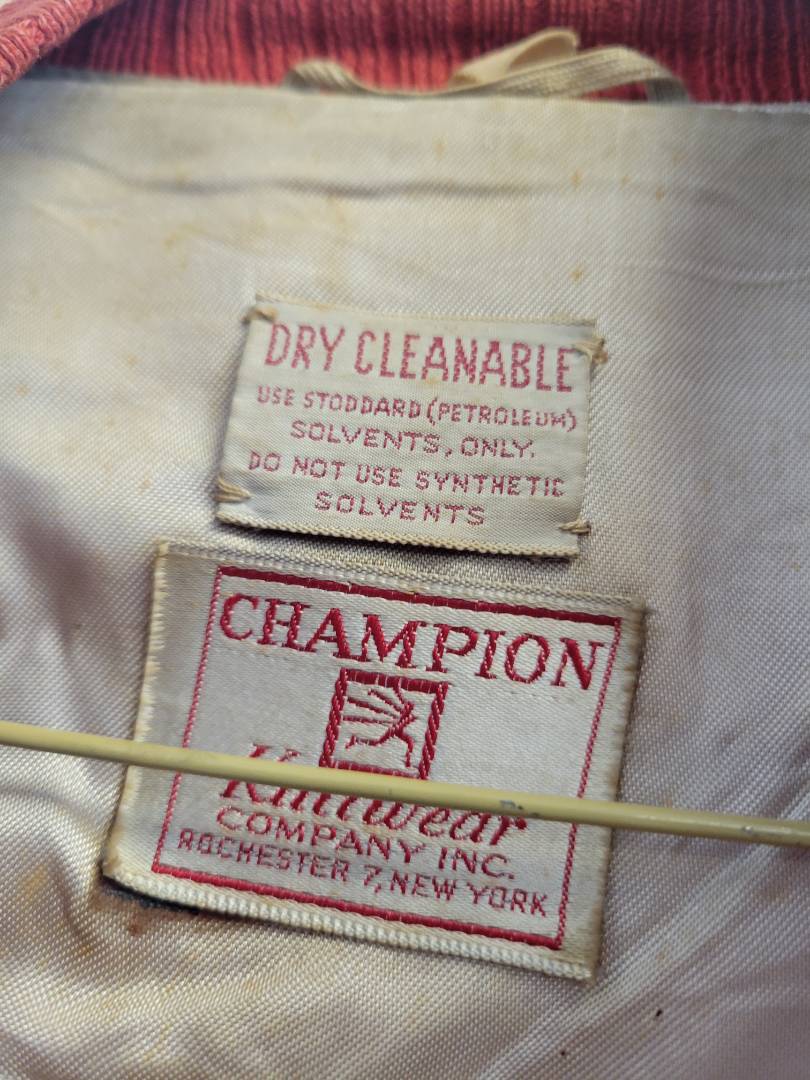 DRY CLEANABLE
USE STODDARD (PETROLEUM)
SOLVENTS, ONLY.
DO NOT USE SYNTHETIC
SOLVENTS
CHAMPION
Knitwear
COMPANY INC.
ROCHESTER 7, NEW YORK